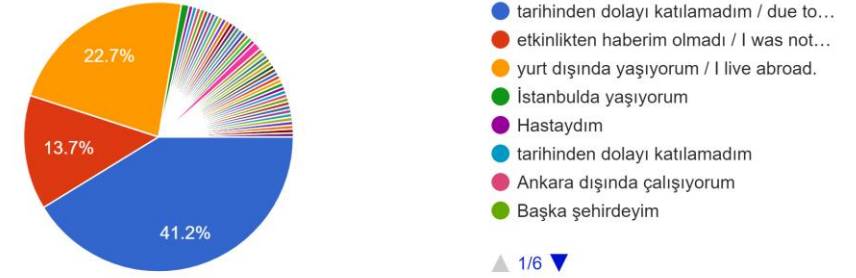 22.7%
13.7%
41.2%
tarihinden dolayı katılamadım / due to…
etkinlikten haberim olmadı / I was not…
yurt dışında yaşıyorum / I live abroad.
İstanbulda yaşıyorum
Hastaydım
tarihinden dolayı katılamadım
Ankara dışında çalışıyorum
Başka şehirdeyim
1/6